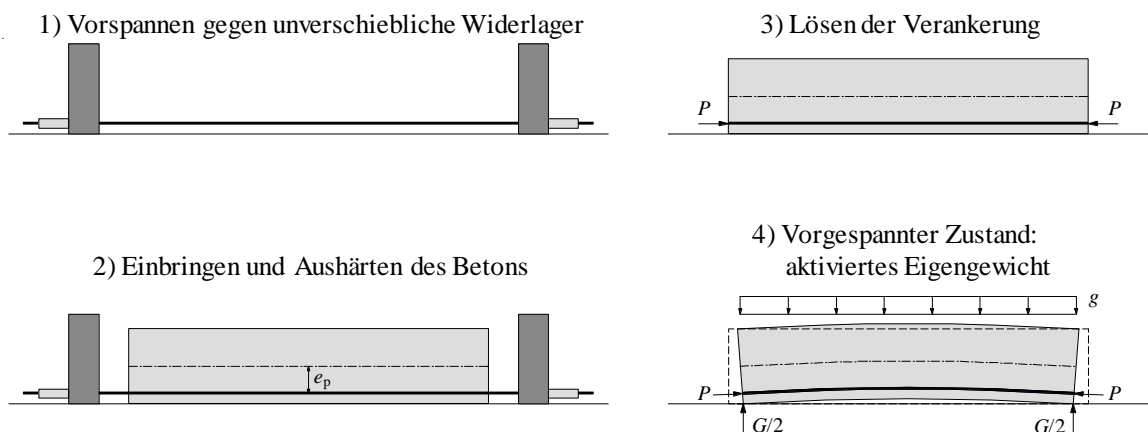 1) Vorspannen gegen unverschiebliche Widerlager
2) Einbringen und Aushärten des Betons
e_p
3) Lösen der Verankerung
P
P
4) Vorgespannter Zustand:
aktiviertes Eigengewicht
g
P
P
G/2
G/2